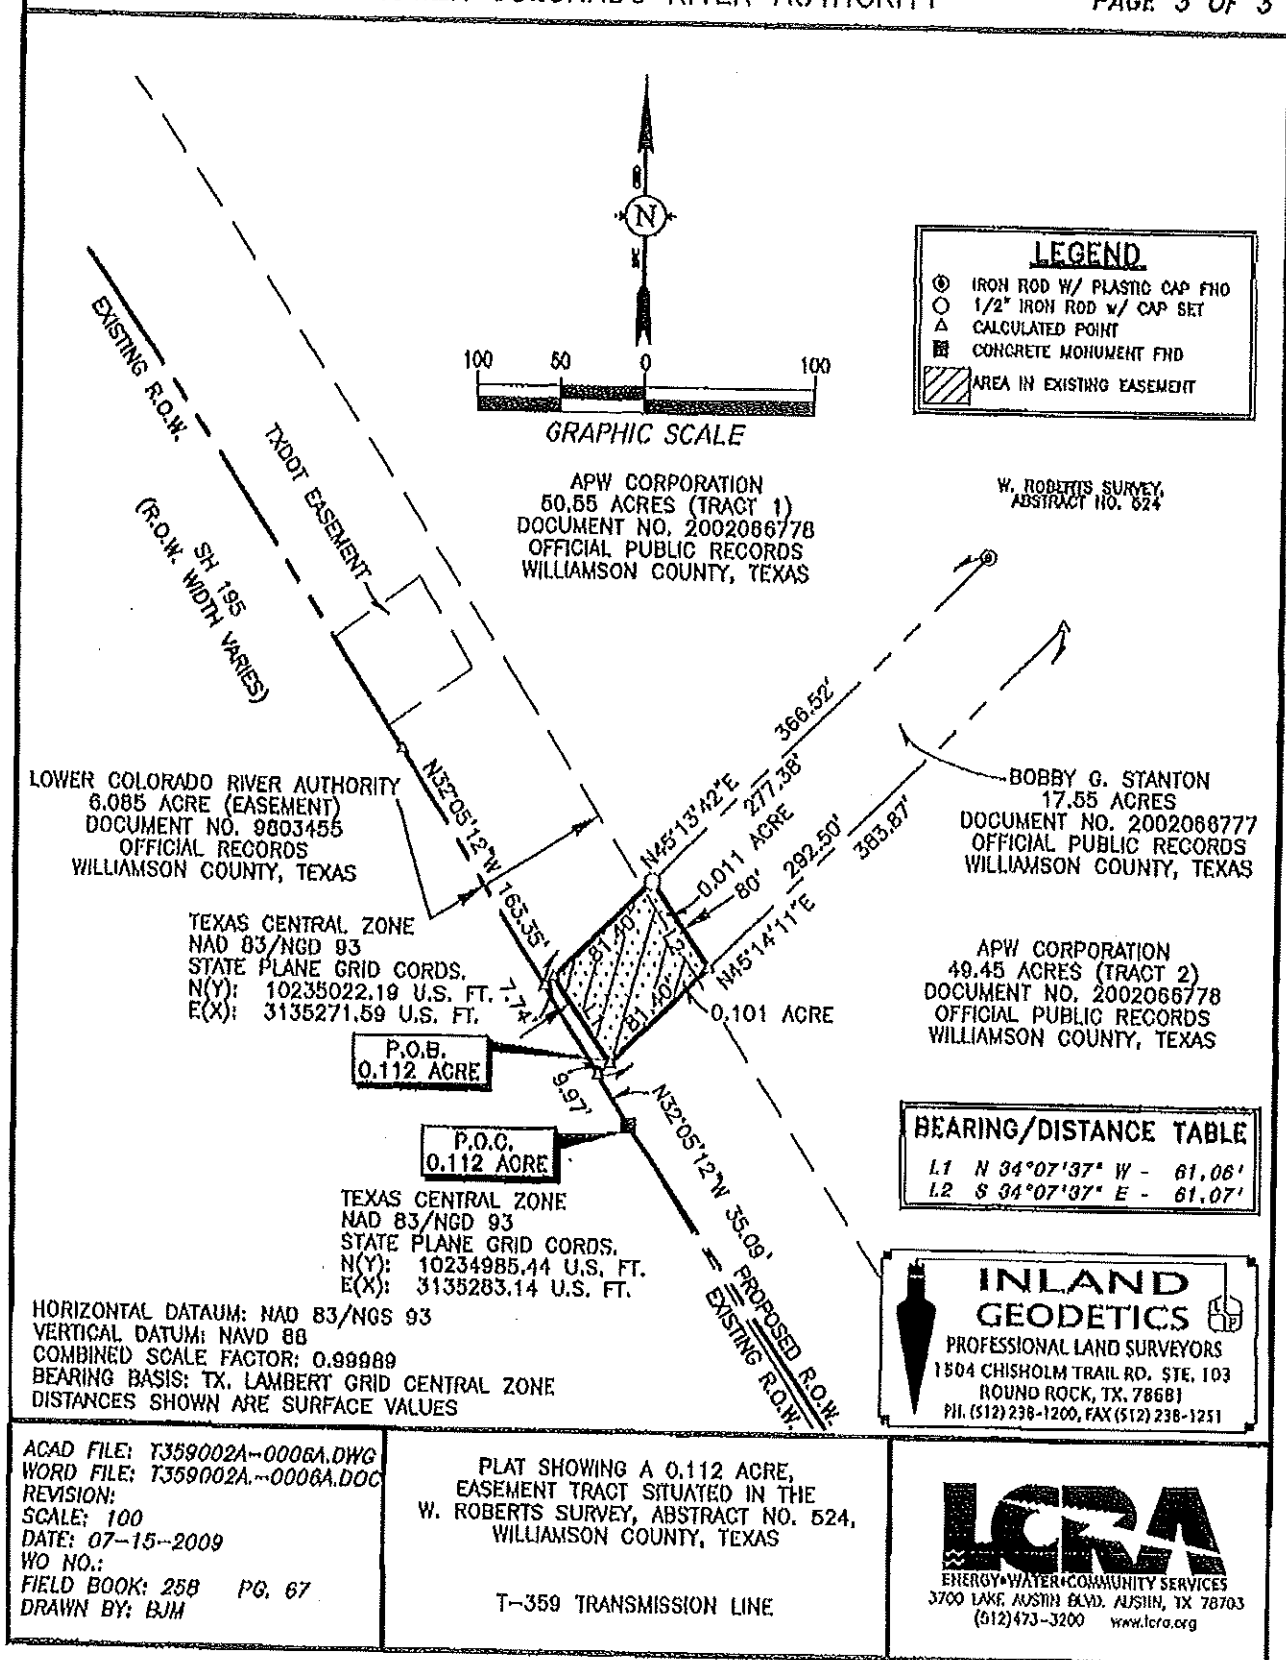 COLORADO RIVER AUTHORITY
PAGE 3 OF 3
N
LEGEND
IRON ROD W/ PLASTIC CAP FND
1/2" IRON ROD w/ CAP SET
CALCULATED POINT
CONCRETE MONUMENT FND
AREA IN EXISTING EASEMENT
100 50 0 100
GRAPHIC SCALE
EXISTING R.O.W.
TXDOT EASEMENT
SH 195
(R.O.W. WIDTH VARIES)
APW CORPORATION
50.55 ACRES (TRACT 1)
DOCUMENT NO. 2002066778
OFFICIAL PUBLIC RECORDS
WILLIAMSON COUNTY, TEXAS
W. ROBERTS SURVEY,
ABSTRACT NO. 524
LOWER COLORADO RIVER AUTHORITY
6.085 ACRE (EASEMENT)
DOCUMENT NO. 9803455
OFFICIAL RECORDS
WILLIAMSON COUNTY, TEXAS
N32°05'12"W 163.35'
366.52'
N45°13'42"E 277.38'
0.011 ACRE
80'
292.50'
383.87'
N45°14'11"E
BOBBY G. STANTON
17.55 ACRES
DOCUMENT NO. 2002066777
OFFICIAL PUBLIC RECORDS
WILLIAMSON COUNTY, TEXAS
TEXAS CENTRAL ZONE
NAD 83/NGD 93
STATE PLANE GRID CORDS.
N(Y): 10235022.19 U.S. FT.
E(X): 3135271.59 U.S. FT.
7.74'
81.40'
L1
L2
81.40'
0.101 ACRE
APW CORPORATION
49.45 ACRES (TRACT 2)
DOCUMENT NO. 2002066778
OFFICIAL PUBLIC RECORDS
WILLIAMSON COUNTY, TEXAS
P.O.B.
0.112 ACRE
9.97'
N32°05'12"W 35.09'
P.O.C.
0.112 ACRE
BEARING/DISTANCE TABLE
L1 N 34°07'37" W - 61.06'
L2 S 34°07'37" E - 61.07'
TEXAS CENTRAL ZONE
NAD 83/NGD 93
STATE PLANE GRID CORDS.
N(Y): 10234985.44 U.S. FT.
E(X): 3135283.14 U.S. FT.
PROPOSED R.O.W.
EXISTING R.O.W.
HORIZONTAL DATAUM: NAD 83/NGS 93
VERTICAL DATUM: NAVD 88
COMBINED SCALE FACTOR: 0.99989
BEARING BASIS: TX. LAMBERT GRID CENTRAL ZONE
DISTANCES SHOWN ARE SURFACE VALUES
INLAND
GEODETICS
PROFESSIONAL LAND SURVEYORS
1504 CHISHOLM TRAIL RD. STE. 103
ROUND ROCK, TX. 78681
PH. (512) 238-1200, FAX (512) 238-1251
ACAD FILE: T359002A-0006A.DWG
WORD FILE: T359002A-0006A.DOC
REVISION:
SCALE: 100
DATE: 07-15-2009
WO NO.:
FIELD BOOK: 25B PG. 67
DRAWN BY: BJM
PLAT SHOWING A 0.112 ACRE,
EASEMENT TRACT SITUATED IN THE
W. ROBERTS SURVEY, ABSTRACT NO. 524,
WILLIAMSON COUNTY, TEXAS
T-359 TRANSMISSION LINE
LCRA
ENERGY•WATER•COMMUNITY SERVICES
3700 LAKE AUSTIN BLVD. AUSTIN, TX 78703
(512)473-3200 www.lcra.org